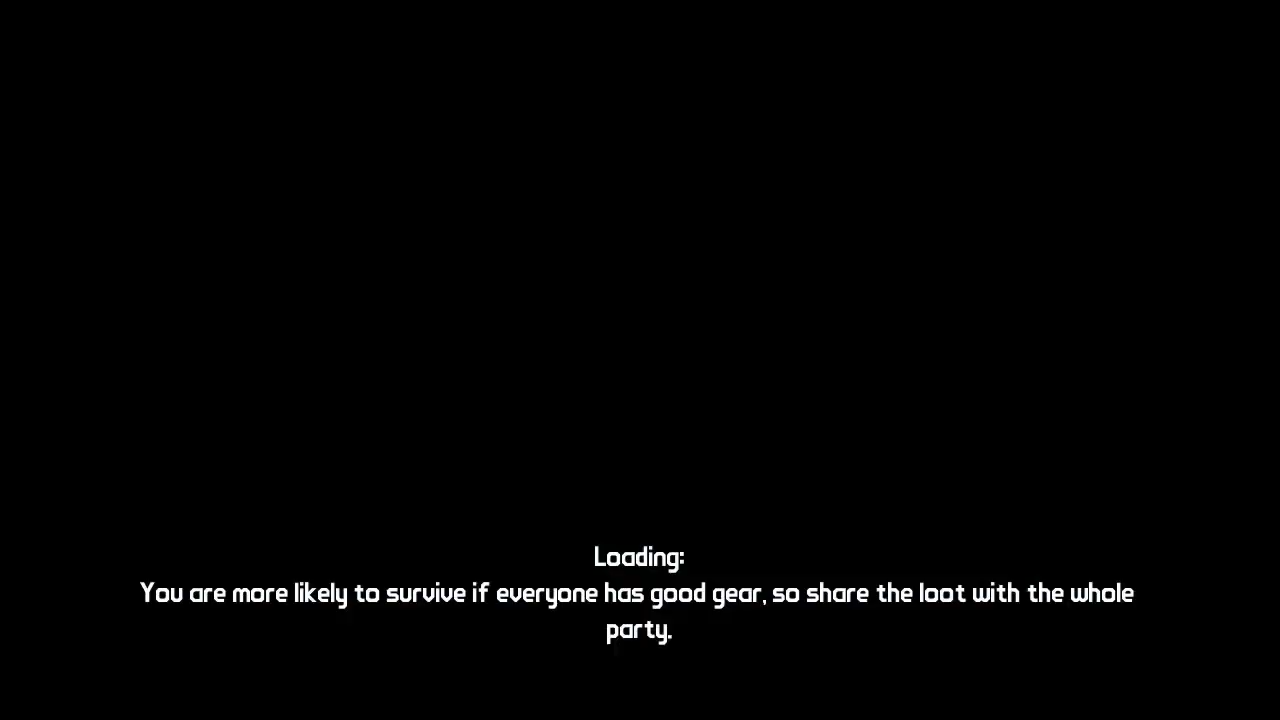 Loading:
You are more likely to survive if everyone has good gear, so share the loot with the whole
party.